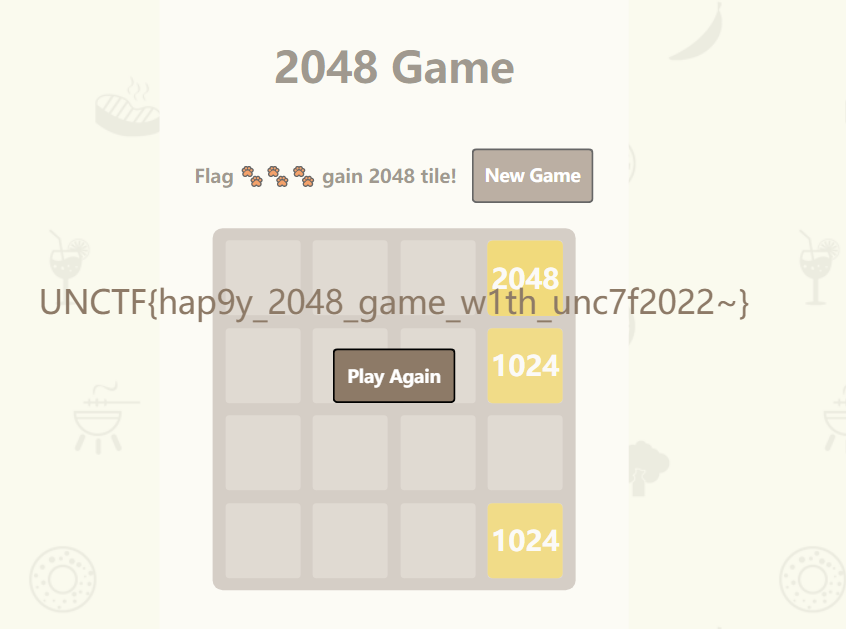 2048 Game
Flag 🐾🐾🐾 gain 2048 tile!
New Game
2048
UNCTF{hap9y_2048_game_w1th_unc7f2022~}
1024
Play Again
1024